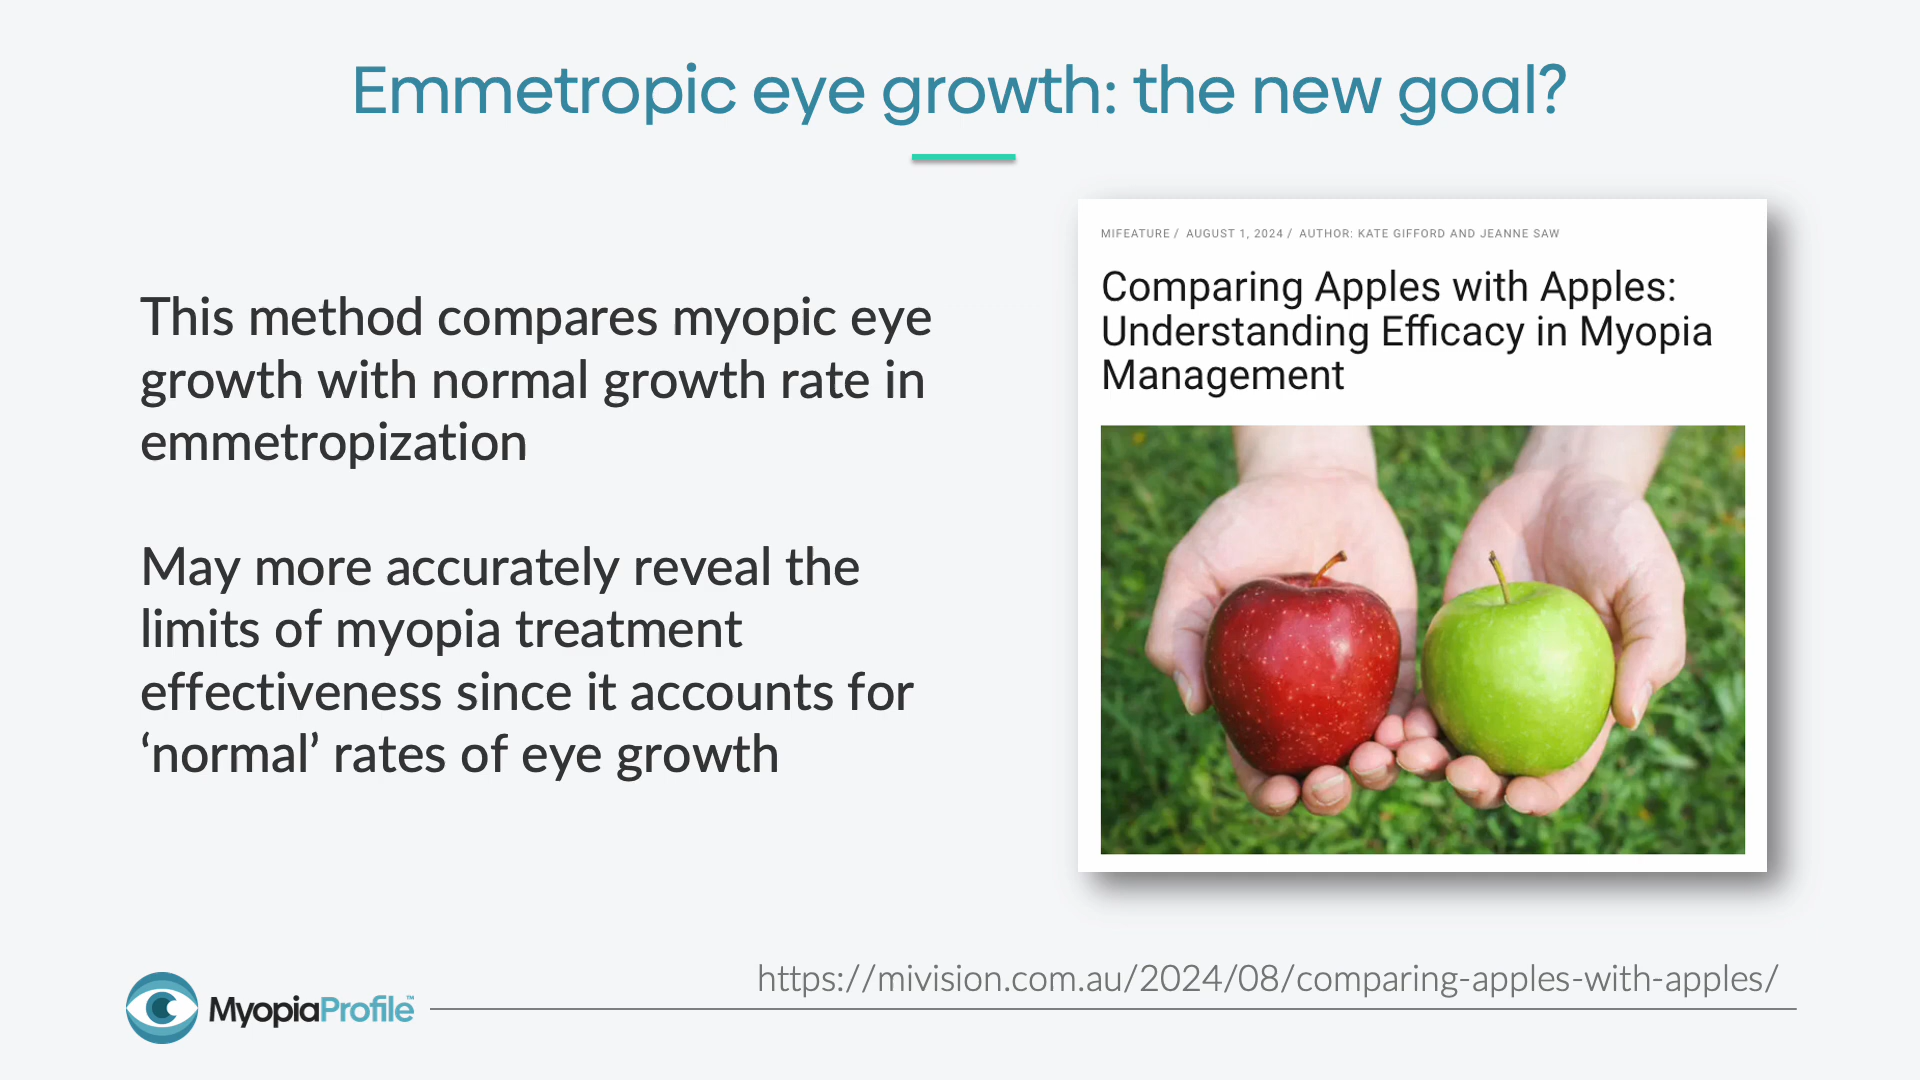 Emmetropic eye growth: the new goal?
This method compares myopic eye
growth with normal growth rate in
emmetropization
May more accurately reveal the
limits of myopia treatment
effectiveness since it accounts for
‘normal’ rates of eye growth
MIFEATURE / AUGUST 1, 2024 / AUTHOR: KATE GIFFORD AND JEANNE SAW
Comparing Apples with Apples:
Understanding Efficacy in Myopia
Management
https://mivision.com.au/2024/08/comparing-apples-with-apples/
MyopiaProfile™